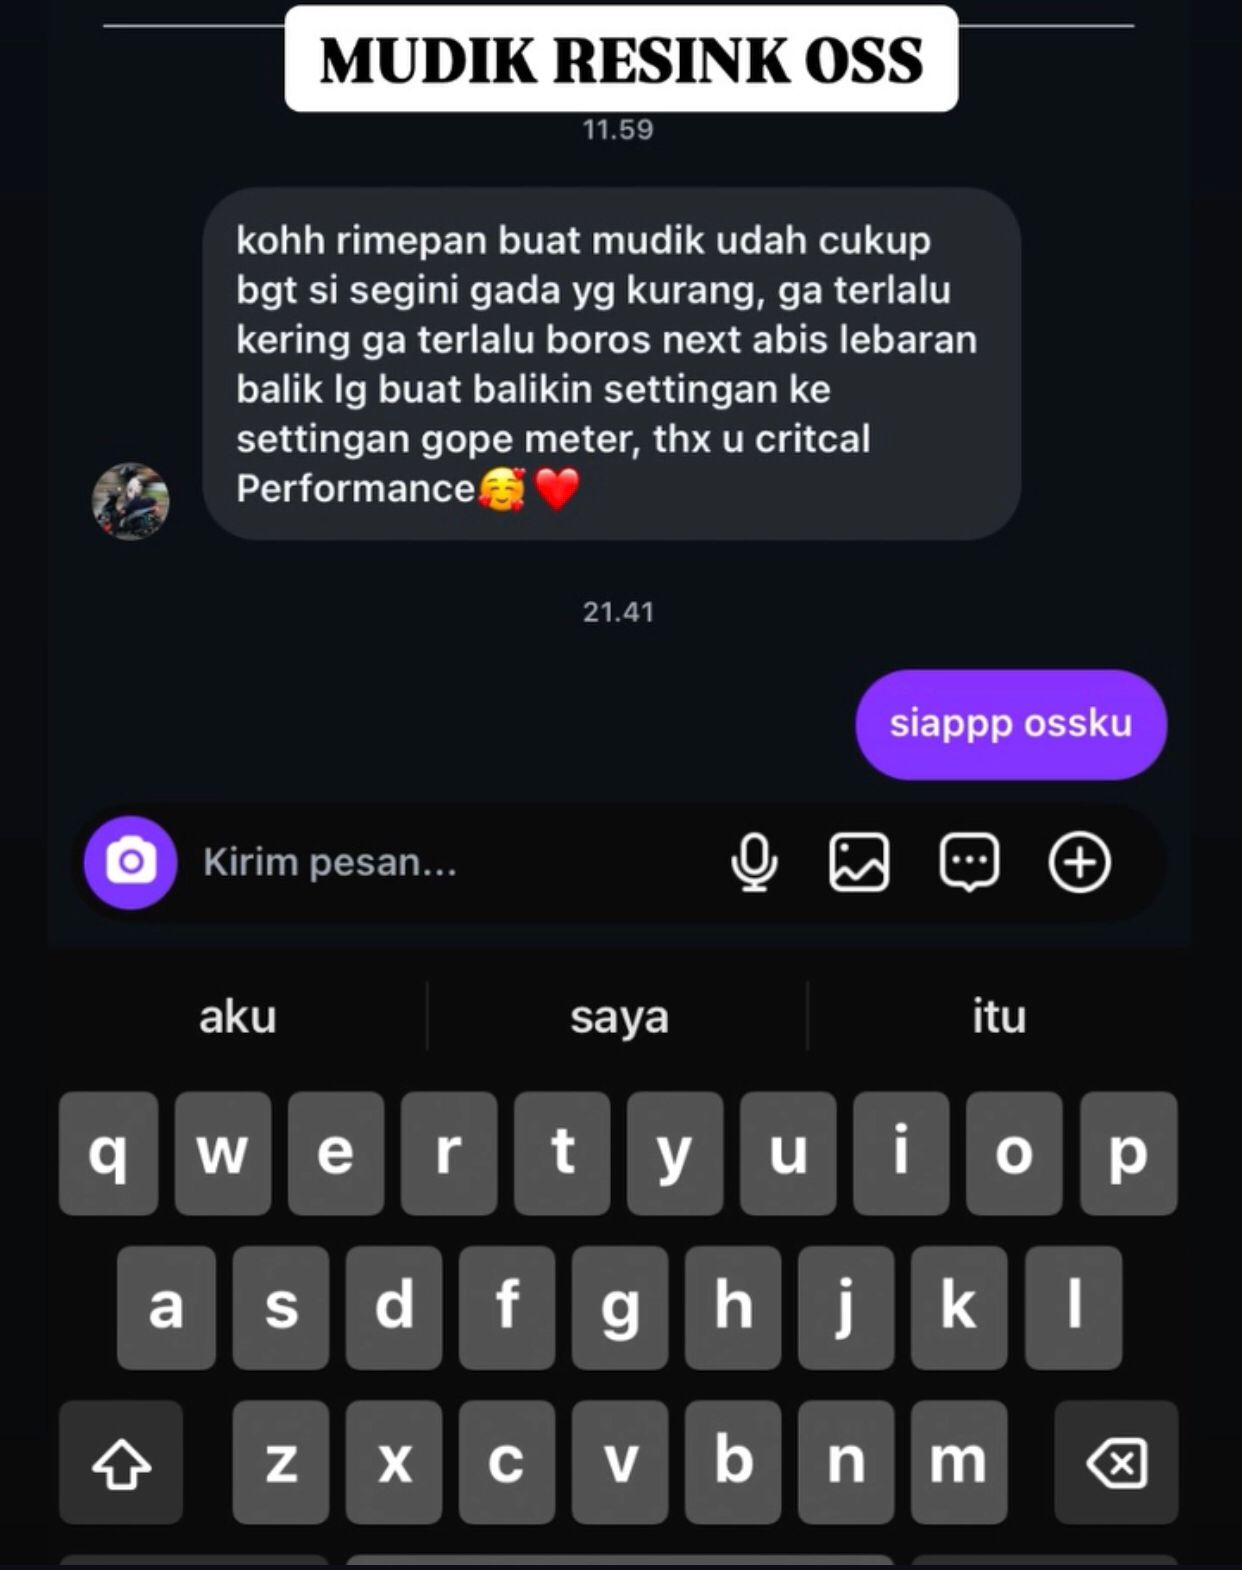 MUDIK RESINK OSS
11.59
kohh rimepan buat mudik udah cukup
bgt si segini gada yg kurang, ga terlalu
kering ga terlalu boros next abis lebaran
balik lg buat balikin settingan ke
settingan gope meter, thx u critcal
Performance🥰❤️
21.41
siappp ossku
Kirim pesan...
aku saya itu
q w e r t y u i o p
a s d f g h j k l
z x c v b n m